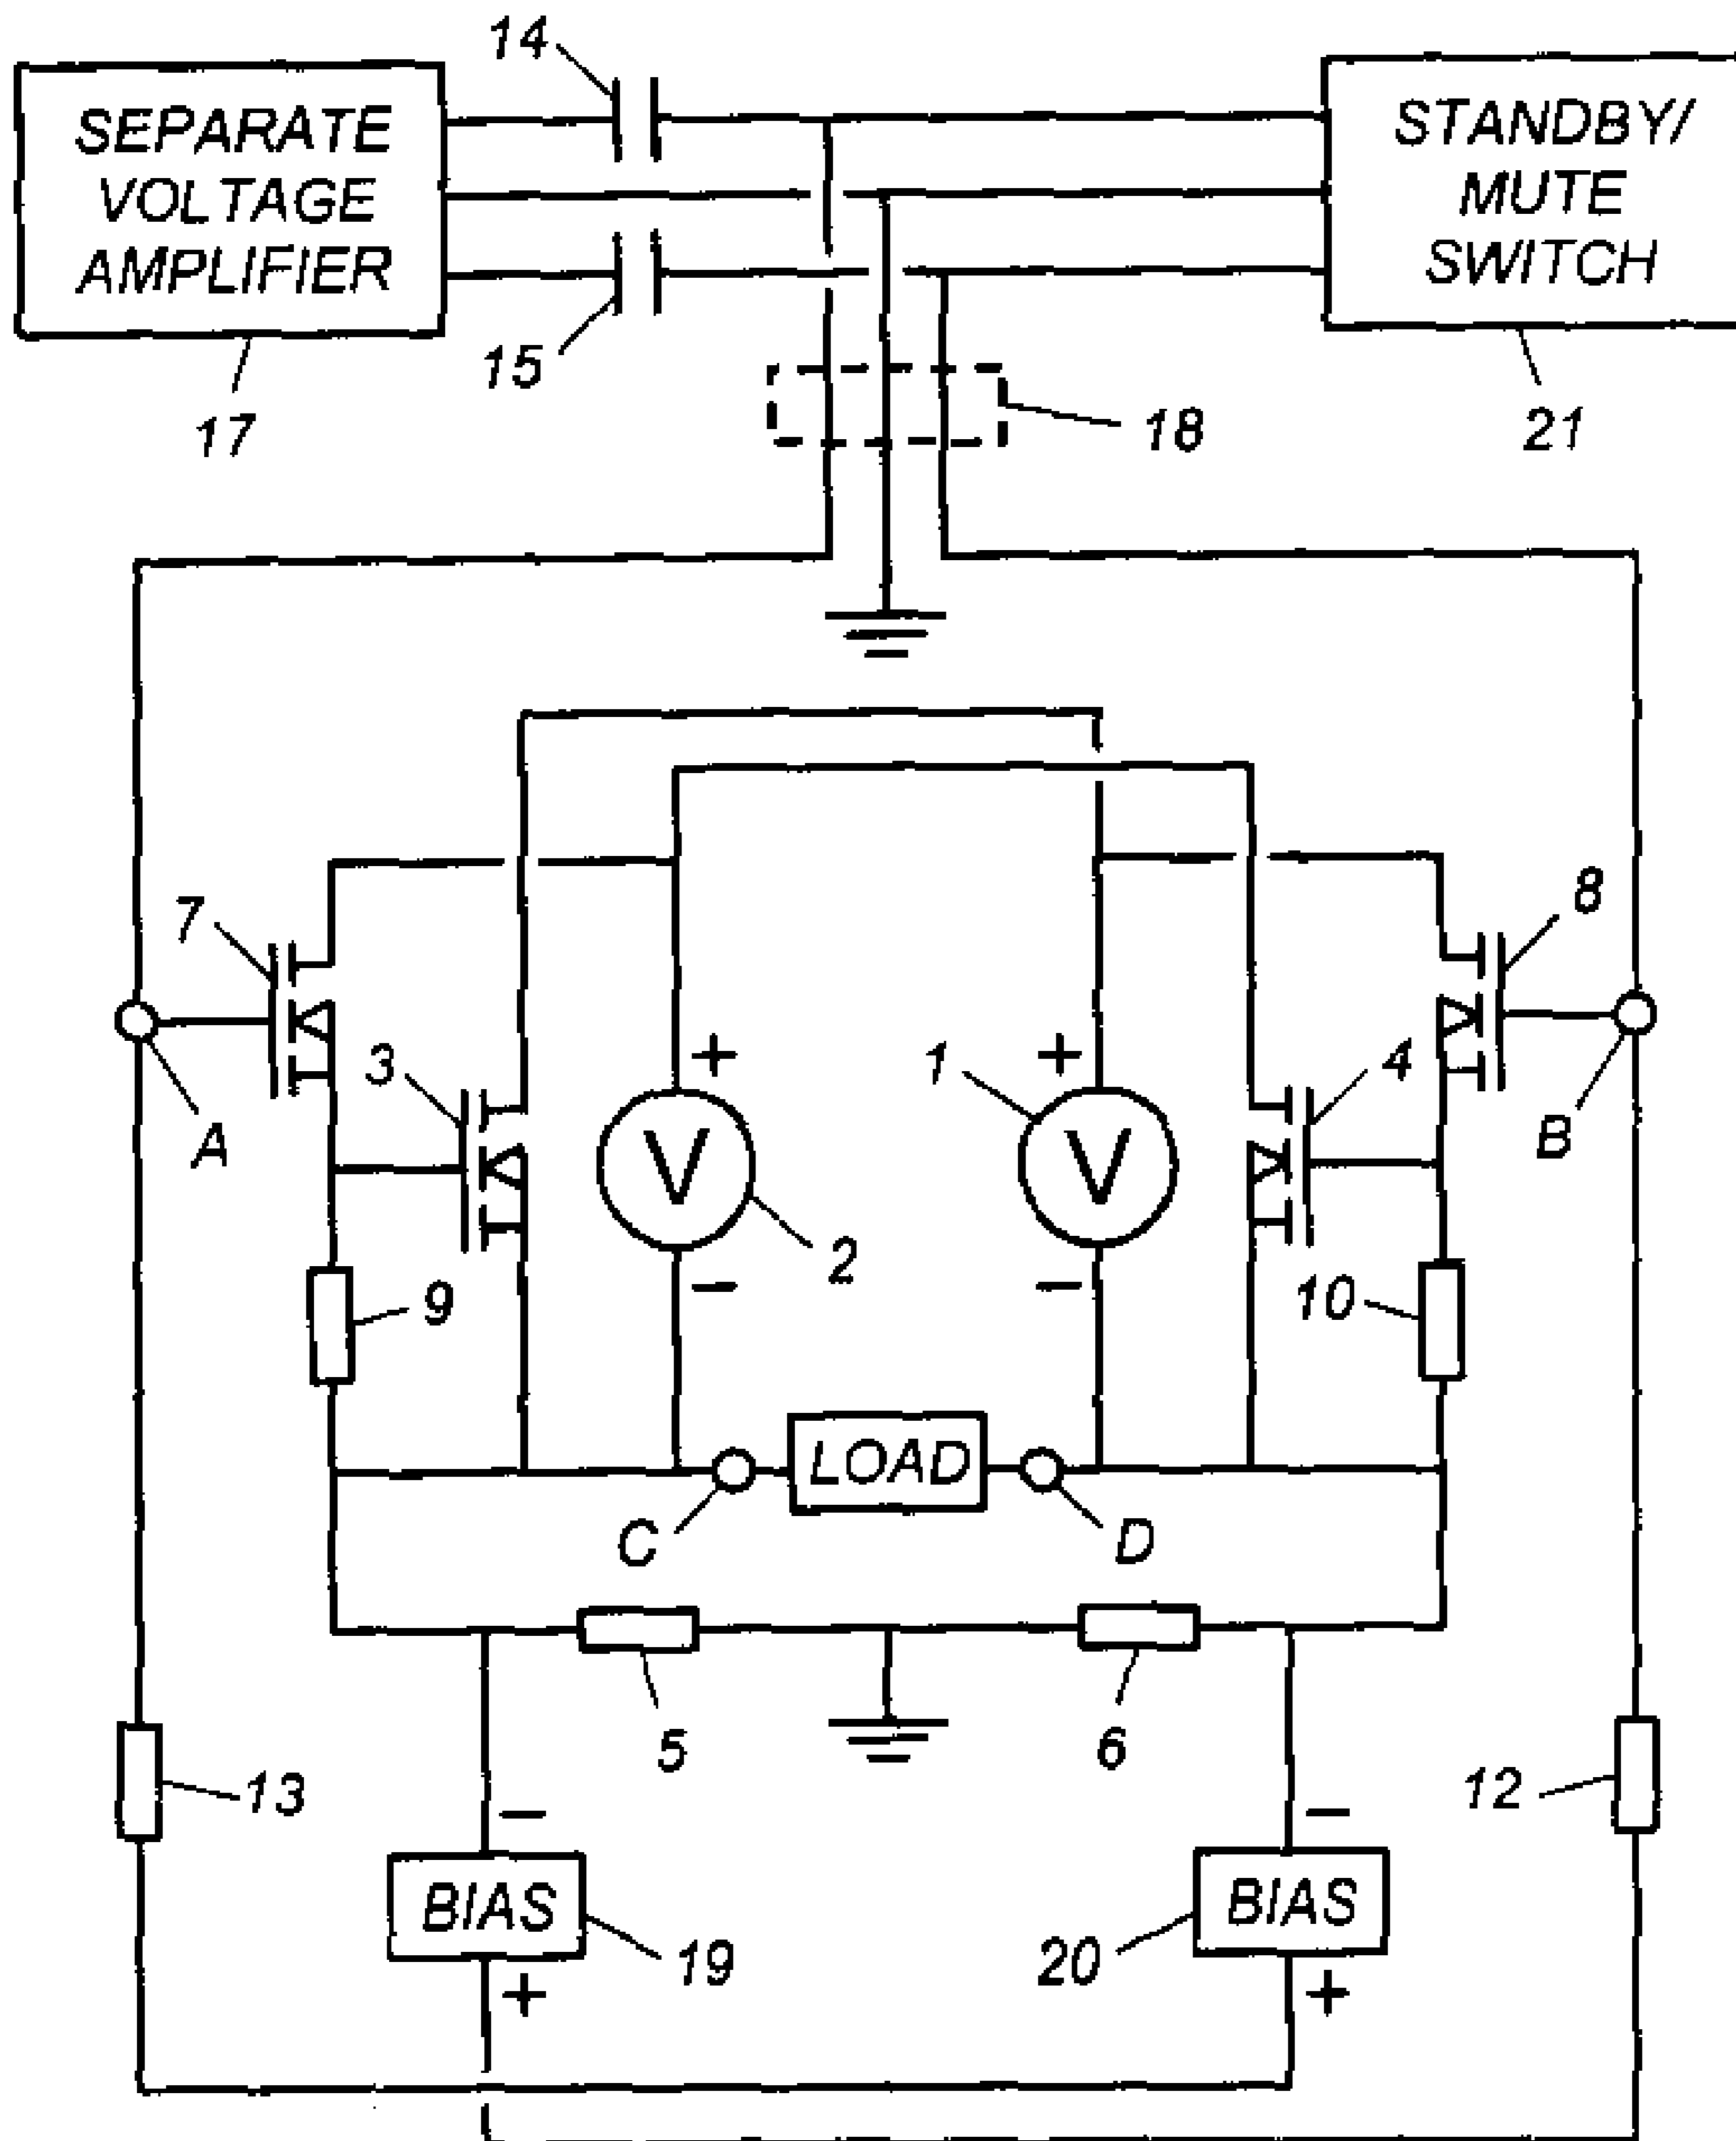 14
SEPARATE
VOLTAGE
AMPLIFIER
STANDBY/
MUTE
SWITCH
15
17
18
21
7
8
3
+
+
1
4
A
V
V
B
2
9
−
−
10
LOAD
C
D
5
6
13
12
−
−
BIAS
BIAS
19
20
+
+